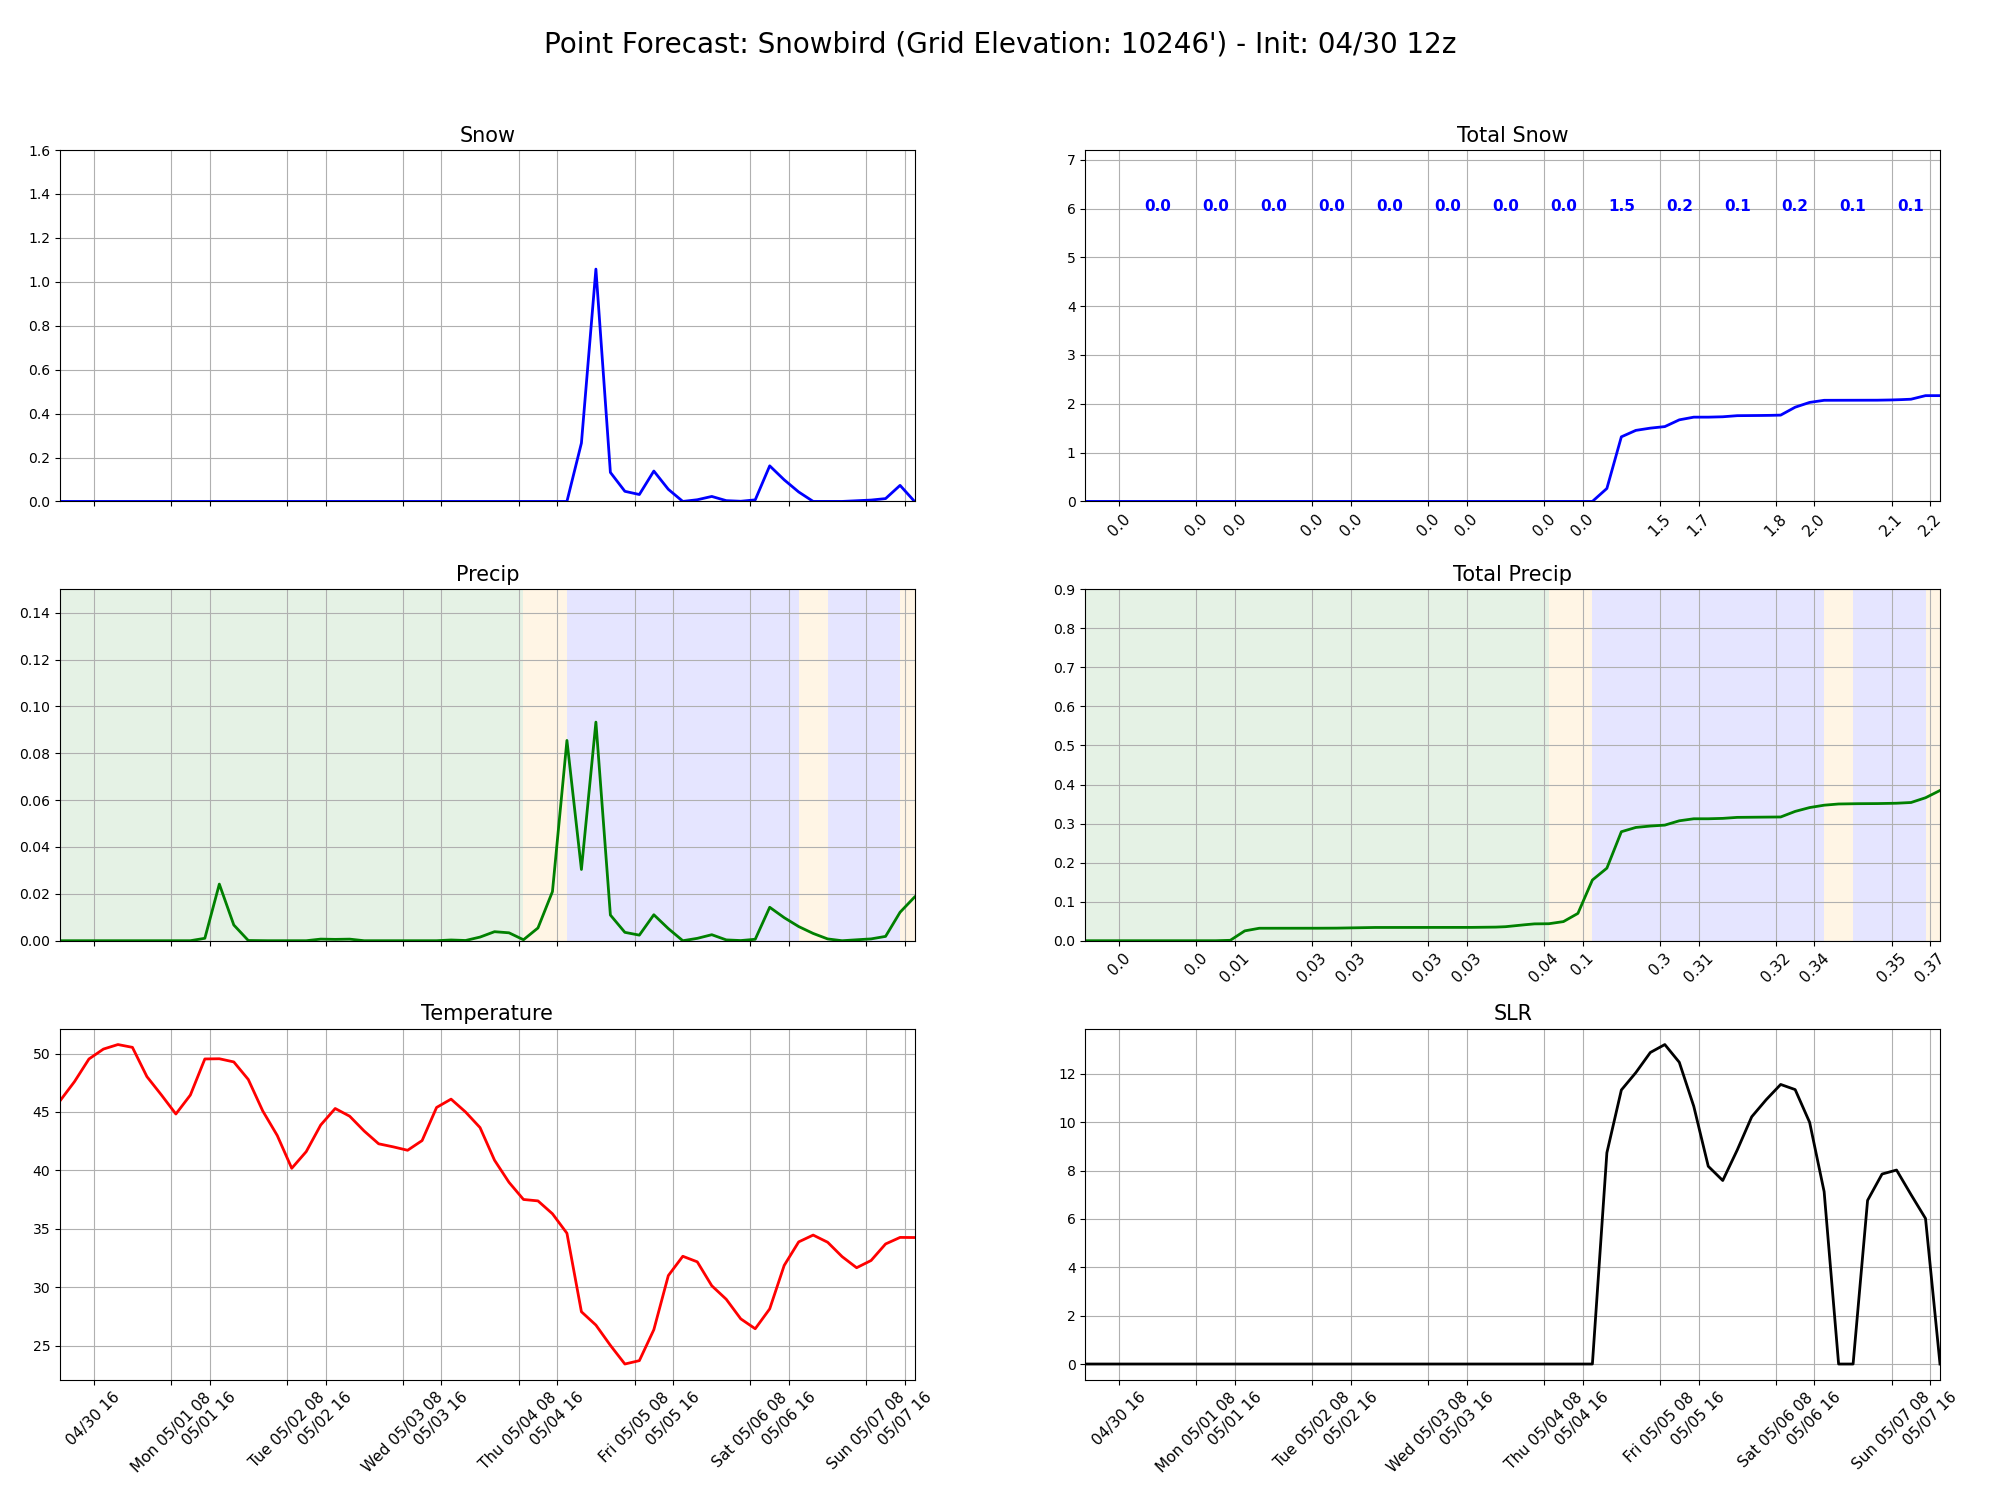 Point Forecast: Snowbird (Grid Elevation: 10246') - Init: 04/30 12z
Snow
1.6
1.4
1.2
1.0
0.8
0.6
0.4
0.2
0.0
Total Snow
7
6
5
4
3
2
1
0
0.0 0.0 0.0 0.0 0.0 0.0 0.0 0.0 1.5 0.2 0.1 0.2 0.1 0.1
0.0 0.0 0.0 0.0 0.0 0.0 0.0 0.0 0.0 1.5 1.7 1.8 2.0 2.1 2.2
Precip
0.14
0.12
0.10
0.08
0.06
0.04
0.02
0.00
Total Precip
0.9
0.8
0.7
0.6
0.5
0.4
0.3
0.2
0.1
0.0
0.0 0.0 0.01 0.03 0.03 0.03 0.03 0.04 0.1 0.3 0.31 0.32 0.34 0.35 0.37
Temperature
50
45
40
35
30
25
04/30 16
Mon 05/01 08
05/01 16
Tue 05/02 08
05/02 16
Wed 05/03 08
05/03 16
Thu 05/04 08
05/04 16
Fri 05/05 08
05/05 16
Sat 05/06 08
05/06 16
Sun 05/07 08
05/07 16
SLR
12
10
8
6
4
2
0
04/30 16
Mon 05/01 08
05/01 16
Tue 05/02 08
05/02 16
Wed 05/03 08
05/03 16
Thu 05/04 08
05/04 16
Fri 05/05 08
05/05 16
Sat 05/06 08
05/06 16
Sun 05/07 08
05/07 16